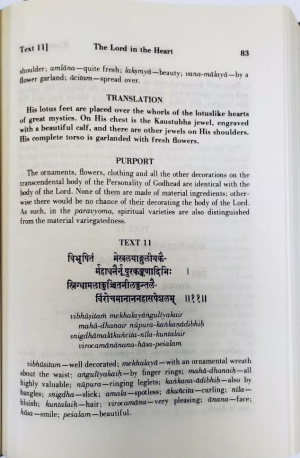 Text 11] The Lord in the Heart 83
shoulder; amlāna—quite fresh; lakṣmyā—beauty; vana-mālayā—by a
flower garland; ācitam—spread over.
TRANSLATION
His lotus feet are placed over the whorls of the lotuslike hearts
of great mystics. On His chest is the Kaustubha jewel, engraved
with a beautiful calf, and there are other jewels on His shoulders.
His complete torso is garlanded with fresh flowers.
PURPORT
The ornaments, flowers, clothing and all the other decorations on the
transcendental body of the Personality of Godhead are identical with the
body of the Lord. None of them are made of material ingredients; other-
wise there would be no chance of their decorating the body of the Lord.
As such, in the paravyoma, spiritual varieties are also distinguished
from the material variegatedness.
TEXT 11
विभूषितं मेखलयाङ्गुलीयकै-
र्महाधनैर्नूपुरकङ्कणादिभिः ।
स्निग्धामलाकुञ्चितनीलकुन्तलै-
र्विरोचमानाननहासपेशलम् ॥११॥
vibhūṣitaṁ mekhalayāṅgulīyakair
mahā-dhanair nūpura-kaṅkaṇādibhiḥ
snigdhāmalākuñcita-nīla-kuntalair
virocamānānana-hāsa-peśalam
vibhūṣitam—well decorated; mekhalayā—with an ornamental wreath
about the waist; aṅgulīyakaiḥ—by finger rings; mahā-dhanaiḥ—all
highly valuable; nūpura—ringing leglets; kaṅkaṇa-ādibhiḥ—also by
bangles; snigdha—slick; amala—spotless; ākuñcita—curling; nīla—
bluish; kuntalaiḥ—hair; virocamāna—very pleasing; ānana—face;
hāsa—smile; peśalam—beautiful.